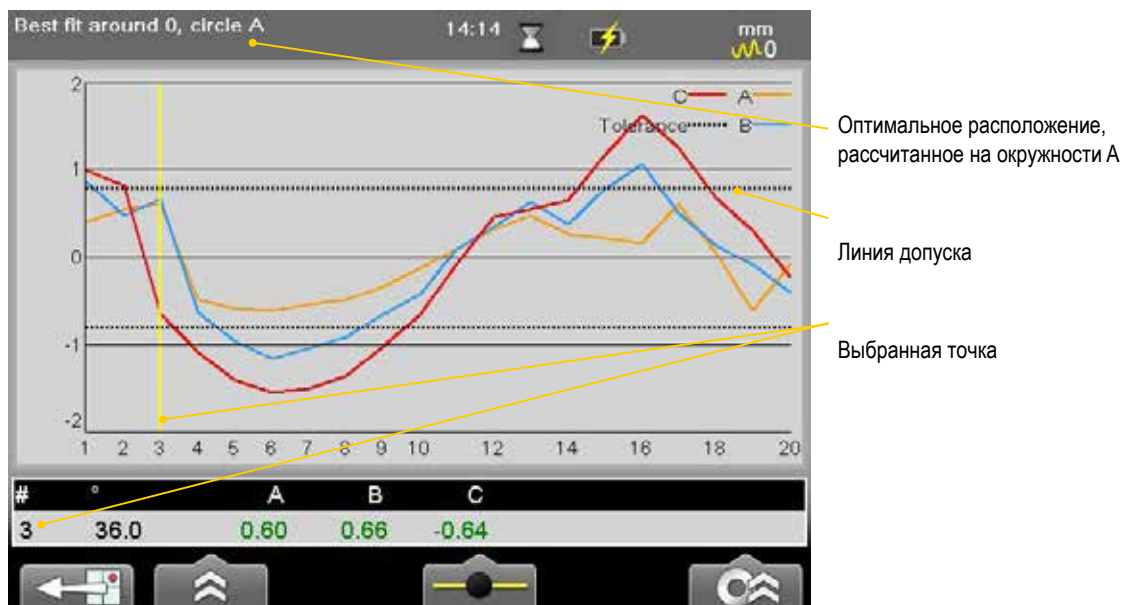 Best fit around 0, circle A
14:14
mm
0
C A
Tolerance B
2
1
0
-1
-2
1 2 3 4 5 6 7 8 9 10 12 14 16 18 20
Оптимальное расположение,
рассчитанное на окружности А
Линия допуска
Выбранная точка
# ° A B C
3 36.0 0.60 0.66 -0.64